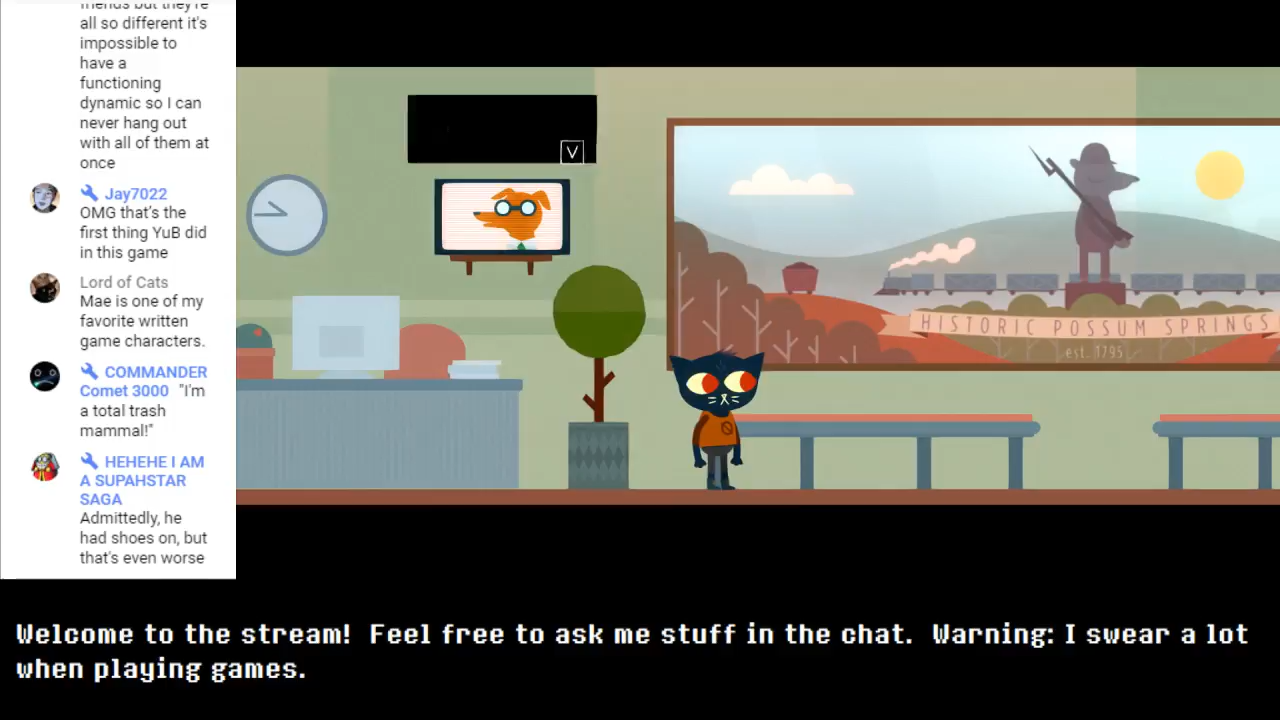 friends but they're
all so different it's
impossible to
have a
functioning
dynamic so I can
never hang out
with all of them at
once
Jay7022
OMG that's the
first thing YuB did
in this game
Lord of Cats
Mae is one of my
favorite written
game characters.
COMMANDER
Comet 3000 "I'm
a total trash
mammal!"
HEHEHE I AM
A SUPAHSTAR
SAGA
Admittedly, he
had shoes on, but
that's even worse
V
HISTORIC POSSUM SPRINGS
est. 1795
Welcome to the stream! Feel free to ask me stuff in the chat. Warning: I swear a lot
when playing games.